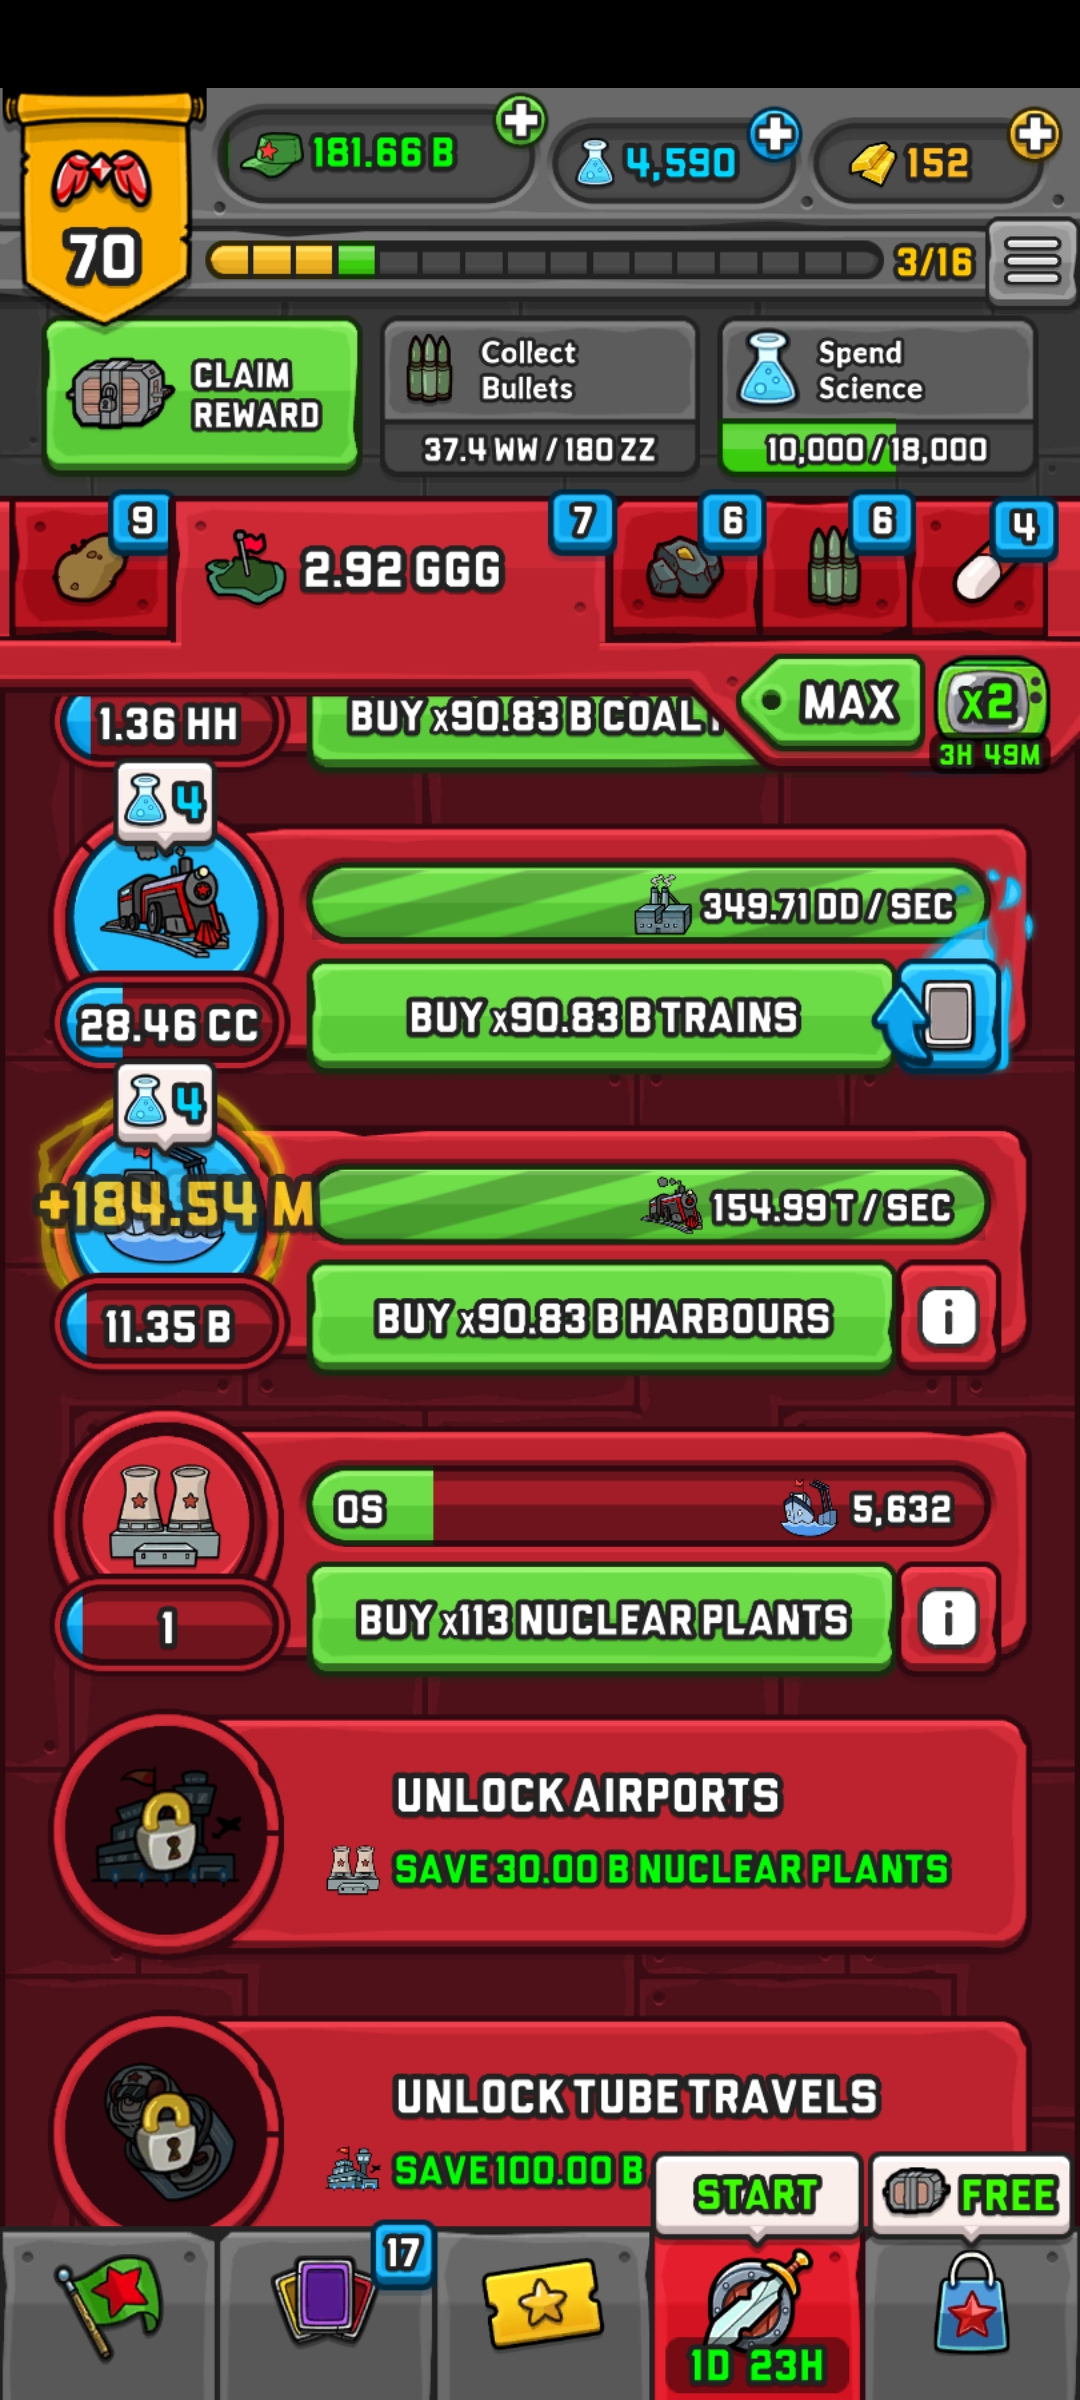 181.66 B
4,590
152
70
3/16
CLAIM
REWARD
Collect
Bullets
37.4 WW / 180 ZZ
Spend
Science
10,000 / 18,000
9
2.92 GGG
7
6
6
4
MAX
x2
3H 49M
1.36 HH
BUY x90.83 B COAL
4
349.71 DD / SEC
28.46 CC
BUY x90.83 B TRAINS
4
+184.54 M
154.99 T / SEC
11.35 B
BUY x90.83 B HARBOURS
i
0S
5,632
1
BUY x113 NUCLEAR PLANTS
i
UNLOCK AIRPORTS
SAVE 30.00 B NUCLEAR PLANTS
UNLOCK TUBE TRAVELS
SAVE 100.00 B
START
FREE
17
1D 23H